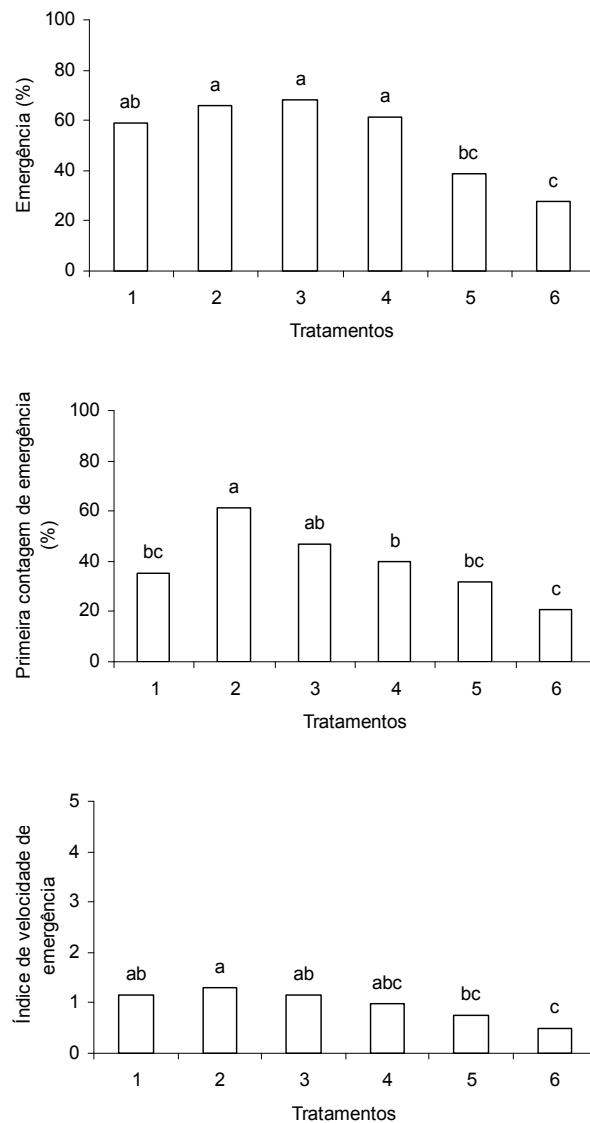 Emergência (%)
100
80
60
40
20
0
ab
a
a
a
bc
c
1 2 3 4 5 6
Tratamentos
Primeira contagem de emergência
(%)
100
80
60
40
20
0
bc
a
ab
b
bc
c
1 2 3 4 5 6
Tratamentos
Índice de velocidade de
emergência
5
4
3
2
1
0
ab
a
ab
abc
bc
c
1 2 3 4 5 6
Tratamentos